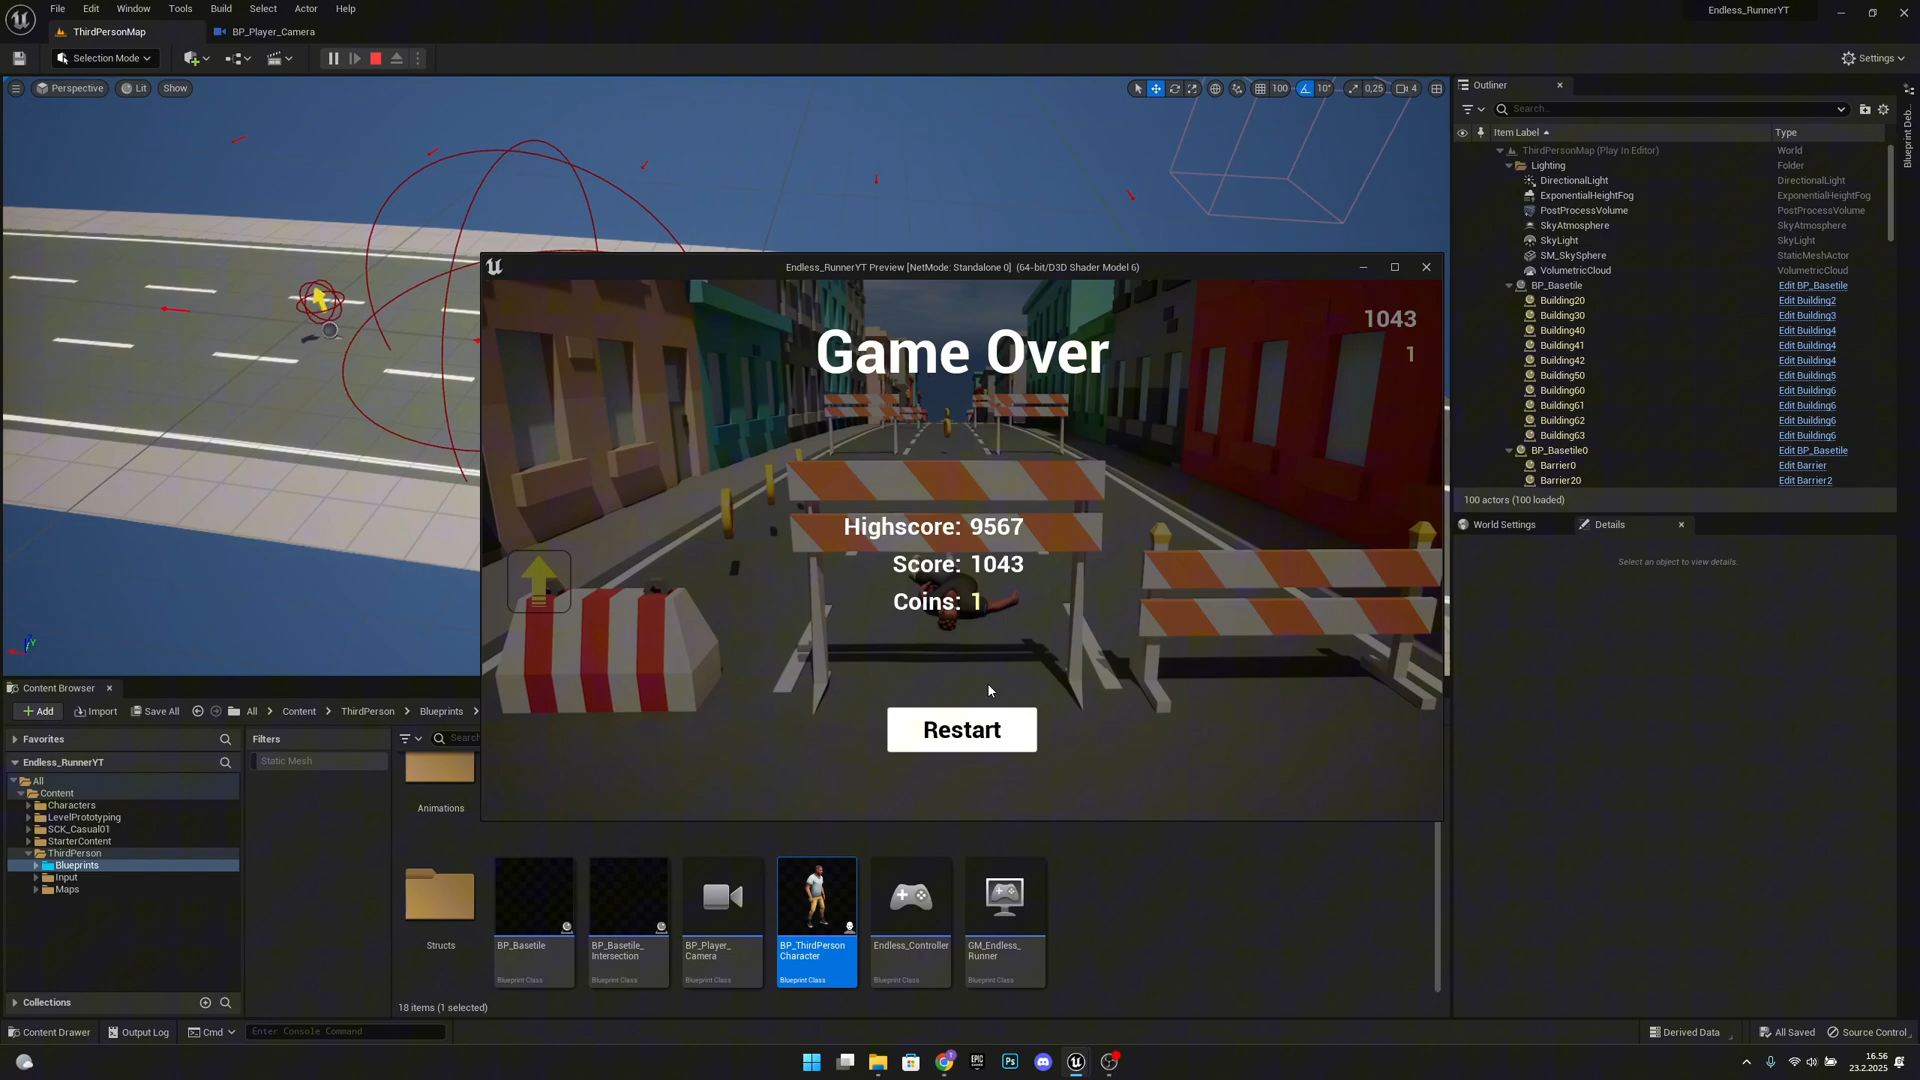 File Edit Window Tools Build Select Actor Help
Endless_RunnerYT
ThirdPersonMap
BP_Player_Camera
Selection Mode
Settings
Perspective
Lit
Show
100
10°
0,25
4
Outliner
Search...
Item Label
Type
ThirdPersonMap (Play In Editor) World
Lighting Folder
DirectionalLight DirectionalLight
ExponentialHeightFog ExponentialHeightFog
PostProcessVolume PostProcessVolume
SkyAtmosphere SkyAtmosphere
SkyLight SkyLight
SM_SkySphere StaticMeshActor
VolumetricCloud VolumetricCloud
BP_Basetile Edit BP_Basetile
Building20 Edit Building2
Building30 Edit Building3
Building40 Edit Building4
Building41 Edit Building4
Building42 Edit Building4
Building50 Edit Building5
Building60 Edit Building6
Building61 Edit Building6
Building62 Edit Building6
Building63 Edit Building6
BP_Basetile0 Edit BP_Basetile
Barrier0 Edit Barrier
Barrier20 Edit Barrier2
100 actors (100 loaded)
Blueprint Deb...
World Settings
Details
Select an object to view details.
Endless_RunnerYT Preview [NetMode: Standalone 0] (64-bit/D3D Shader Model 6)
1043
1
Game Over
Highscore: 9567
Score: 1043
Coins: 1
Restart
Content Browser
Add
Import
Save All
All
Content
ThirdPerson
Blueprints
Favorites
Endless_RunnerYT
All
Content
Characters
LevelPrototyping
SCK_Casual01
StarterContent
ThirdPerson
Blueprints
Input
Maps
Collections
Filters
Static Mesh
Search
Animations
Structs
BP_Basetile
Blueprint Class
BP_Basetile_
Intersection
Blueprint Class
BP_Player_
Camera
Blueprint Class
BP_ThirdPerson
Character
Blueprint Class
Endless_Controller
Blueprint Class
GM_Endless_
Runner
Blueprint Class
18 items (1 selected)
Content Drawer
Output Log
Cmd
Enter Console Command
Derived Data
All Saved
Source Control
EPIC
Ps
16.56
23.2.2025